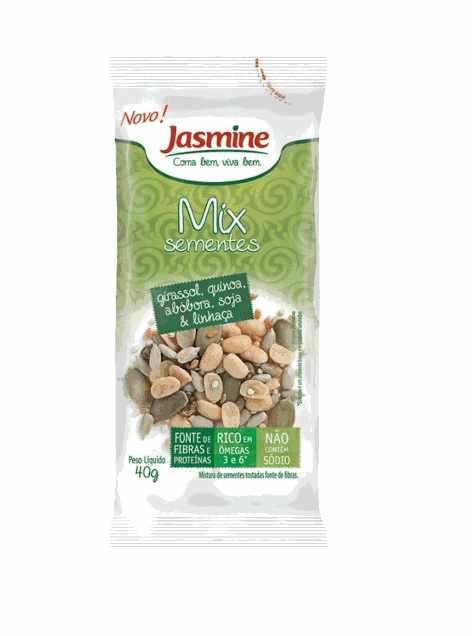 Novo!
Jasmine
Coma bem, viva bem.
Mix
sementes
girassol, quinoa,
abóbora, soja
& linhaça
FONTE DE
FIBRAS E
PROTEÍNAS
RICO EM
ÔMEGAS
3 e 6*
NÃO
CONTÉM
SÓDIO
Peso Líquido
40g
Mistura de sementes tostadas fonte de fibras.